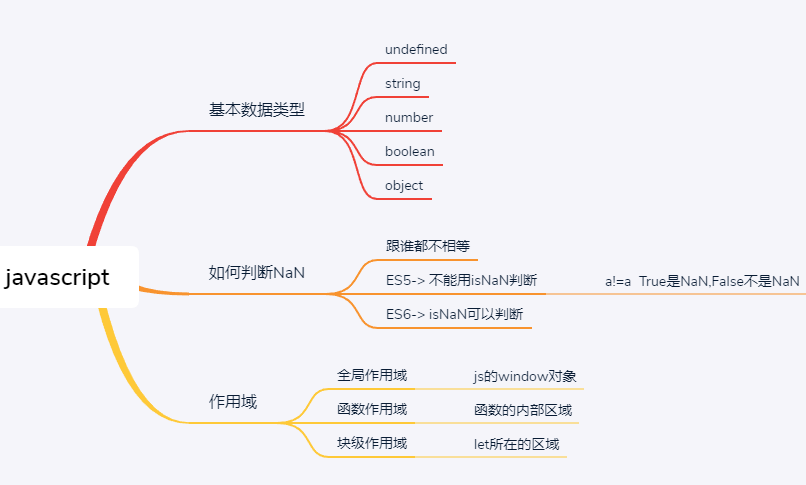 javascript
基本数据类型
undefined
string
number
boolean
object
如何判断NaN
跟谁都不相等
ES5-> 不能用isNaN判断
a!=a True是NaN,False不是NaN
ES6-> isNaN可以判断
作用域
全局作用域
js的window对象
函数作用域
函数的内部区域
块级作用域
let所在的区域